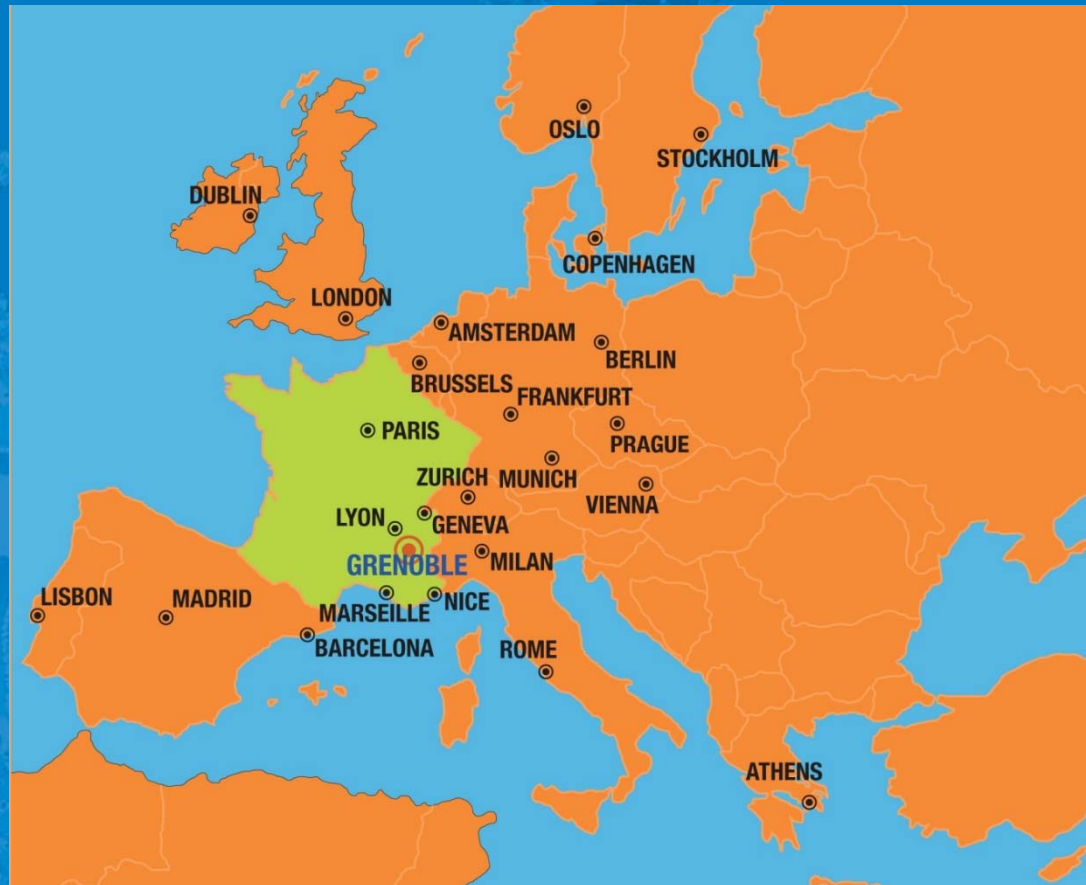 OSLO
STOCKHOLM
DUBLIN
COPENHAGEN
LONDON
AMSTERDAM
BERLIN
BRUSSELS
FRANKFURT
PARIS
PRAGUE
ZURICH
MUNICH
VIENNA
LYON
GENEVA
MILAN
GRENOBLE
LISBON
MADRID
MARSEILLE
NICE
BARCELONA
ROME
ATHENS